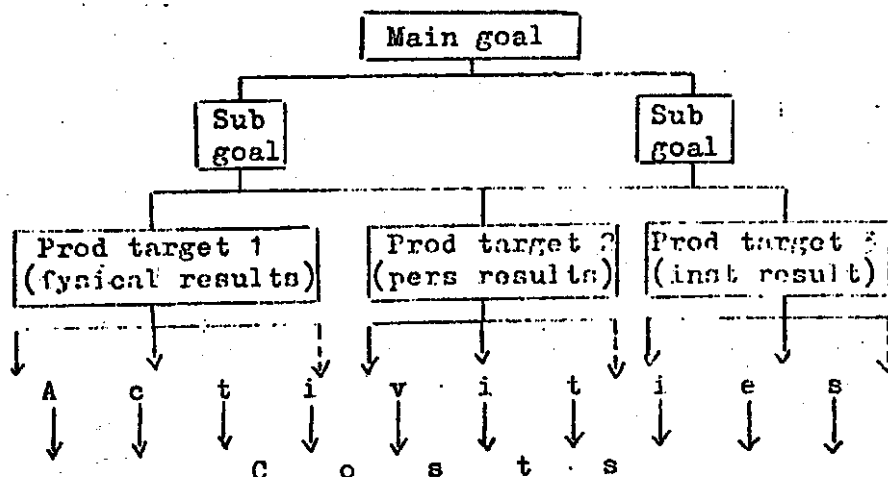 Main goal
Sub
goal
Sub
goal
Prod target 1
(fysical results)
Prod target 2
(pers results)
Prod target
(inst result)
A c t i v i t i e s
C o s t s